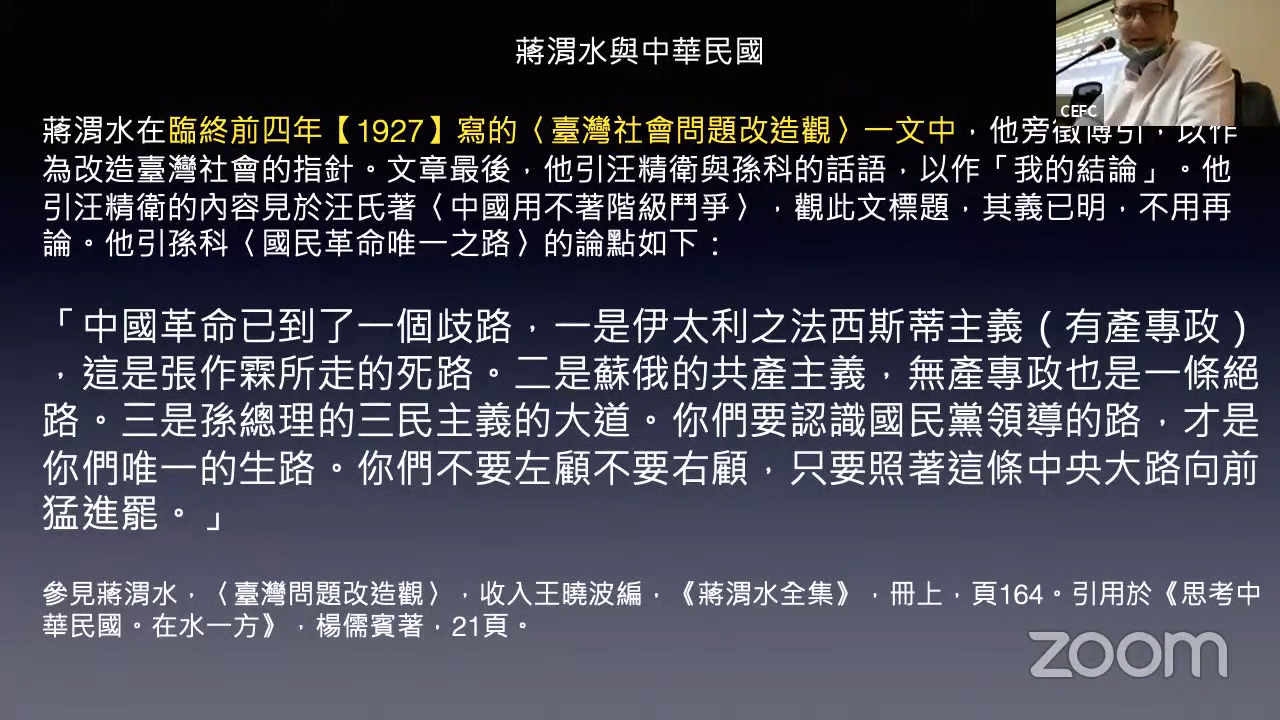 蔣渭水與中華民國
CEFC
蔣渭水在臨終前四年【1927】寫的〈臺灣社會問題改造觀〉一文中，他旁徵博引，以作
為改造臺灣社會的指針。文章最後，他引汪精衛與孫科的話語，以作「我的結論」。他
引汪精衛的內容見於汪氏著〈中國用不著階級鬥爭〉，觀此文標題，其義已明，不用再
論。他引孫科〈國民革命唯一之路〉的論點如下：
「中國革命已到了一個歧路，一是伊太利之法西斯蒂主義（有產專政）
，這是張作霖所走的死路。二是蘇俄的共產主義，無產專政也是一條絕
路。三是孫總理的三民主義的大道。你們要認識國民黨領導的路，才是
你們唯一的生路。你們不要左顧不要右顧，只要照著這條中央大路向前
猛進罷。」
參見蔣渭水，〈臺灣問題改造觀〉，收入王曉波編，《蔣渭水全集》，冊上，頁164。引用於《思考中
華民國。在水一方》，楊儒賓著，21頁。
zoom